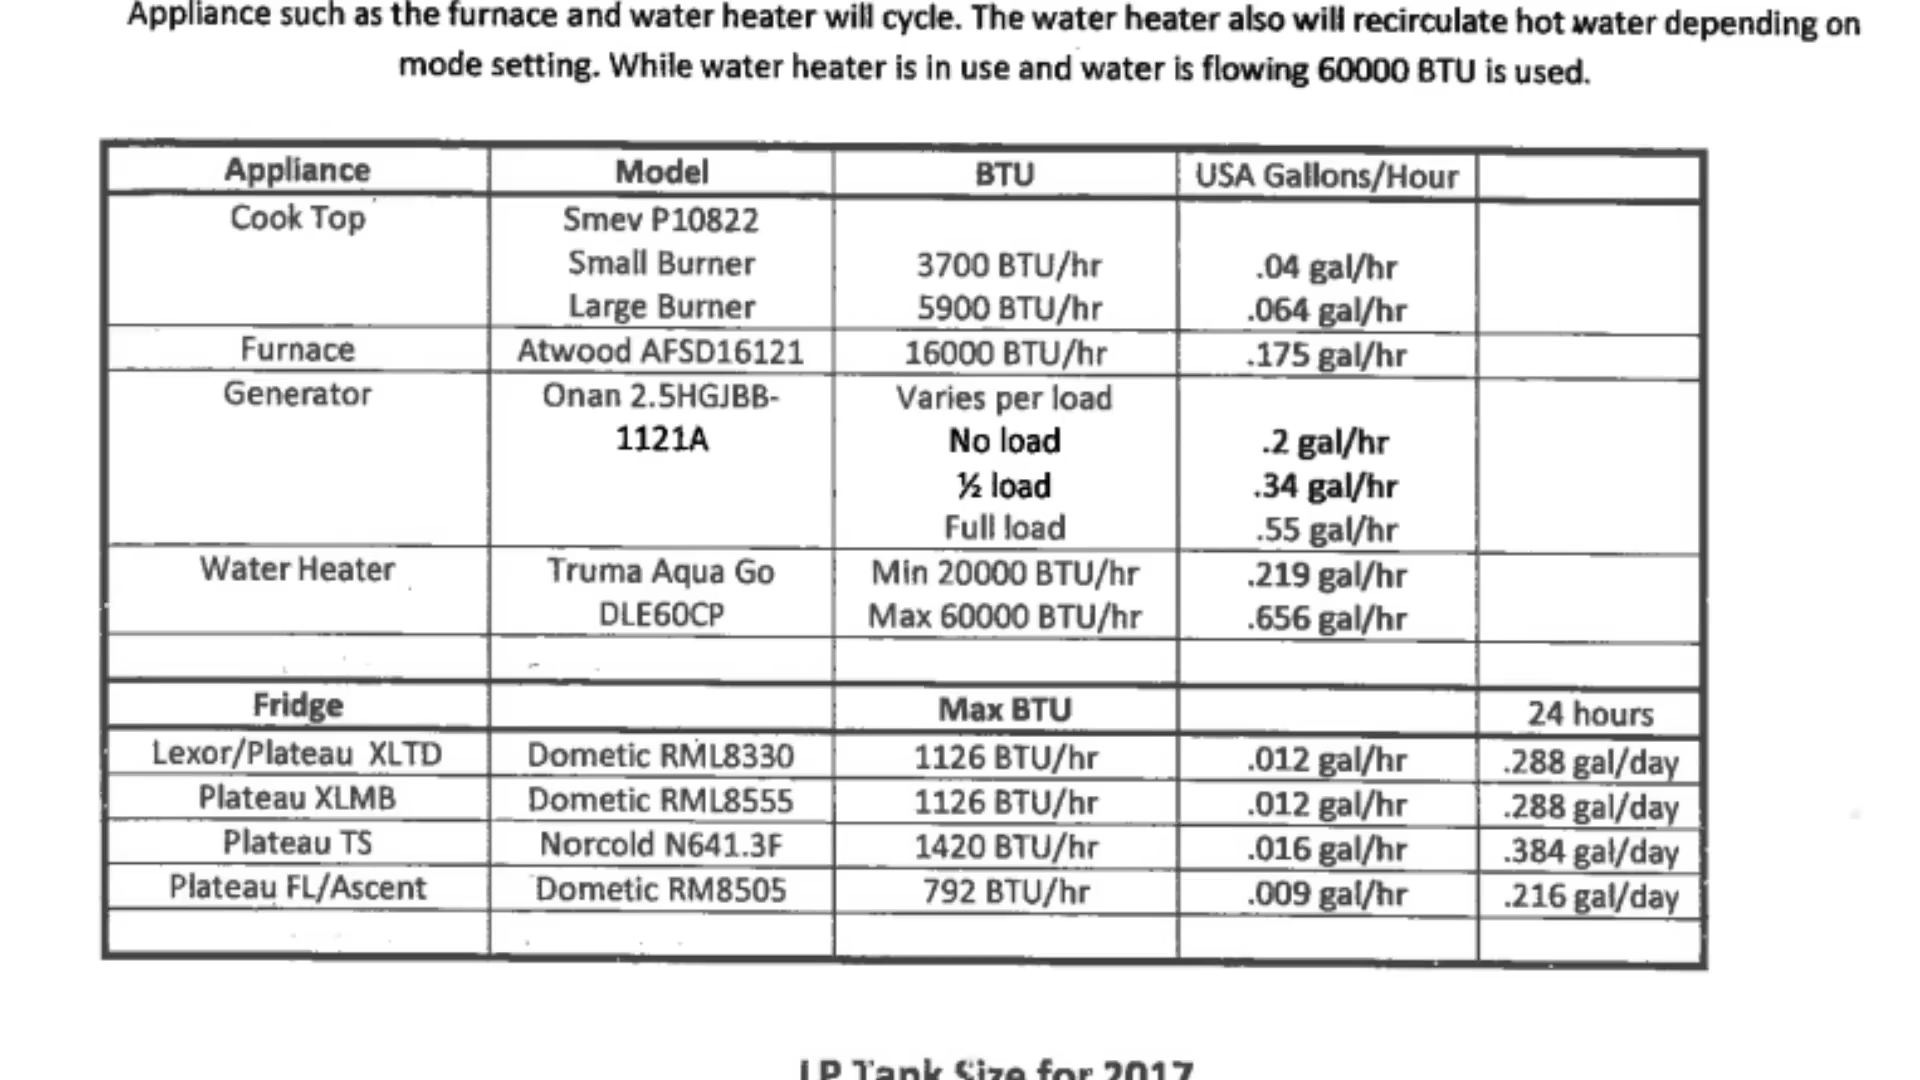 Appliance such as the furnace and water heater will cycle. The water heater also will recirculate hot water depending on
mode setting. While water heater is in use and water is flowing 60000 BTU is used.
Appliance Model BTU USA Gallons/Hour
Cook Top Smev P10822
Small Burner 3700 BTU/hr .04 gal/hr
Large Burner 5900 BTU/hr .064 gal/hr
Furnace Atwood AFSD16121 16000 BTU/hr .175 gal/hr
Generator Onan 2.5HGJBB- Varies per load
1121A No load .2 gal/hr
½ load .34 gal/hr
Full load .55 gal/hr
Water Heater Truma Aqua Go Min 20000 BTU/hr .219 gal/hr
DLE60CP Max 60000 BTU/hr .656 gal/hr
Fridge Max BTU 24 hours
Lexor/Plateau XLTD Dometic RML8330 1126 BTU/hr .012 gal/hr .288 gal/day
Plateau XLMB Dometic RML8555 1126 BTU/hr .012 gal/hr .288 gal/day
Plateau TS Norcold N641.3F 1420 BTU/hr .016 gal/hr .384 gal/day
Plateau FL/Ascent Dometic RM8505 792 BTU/hr .009 gal/hr .216 gal/day
LP Tank Size for 2017